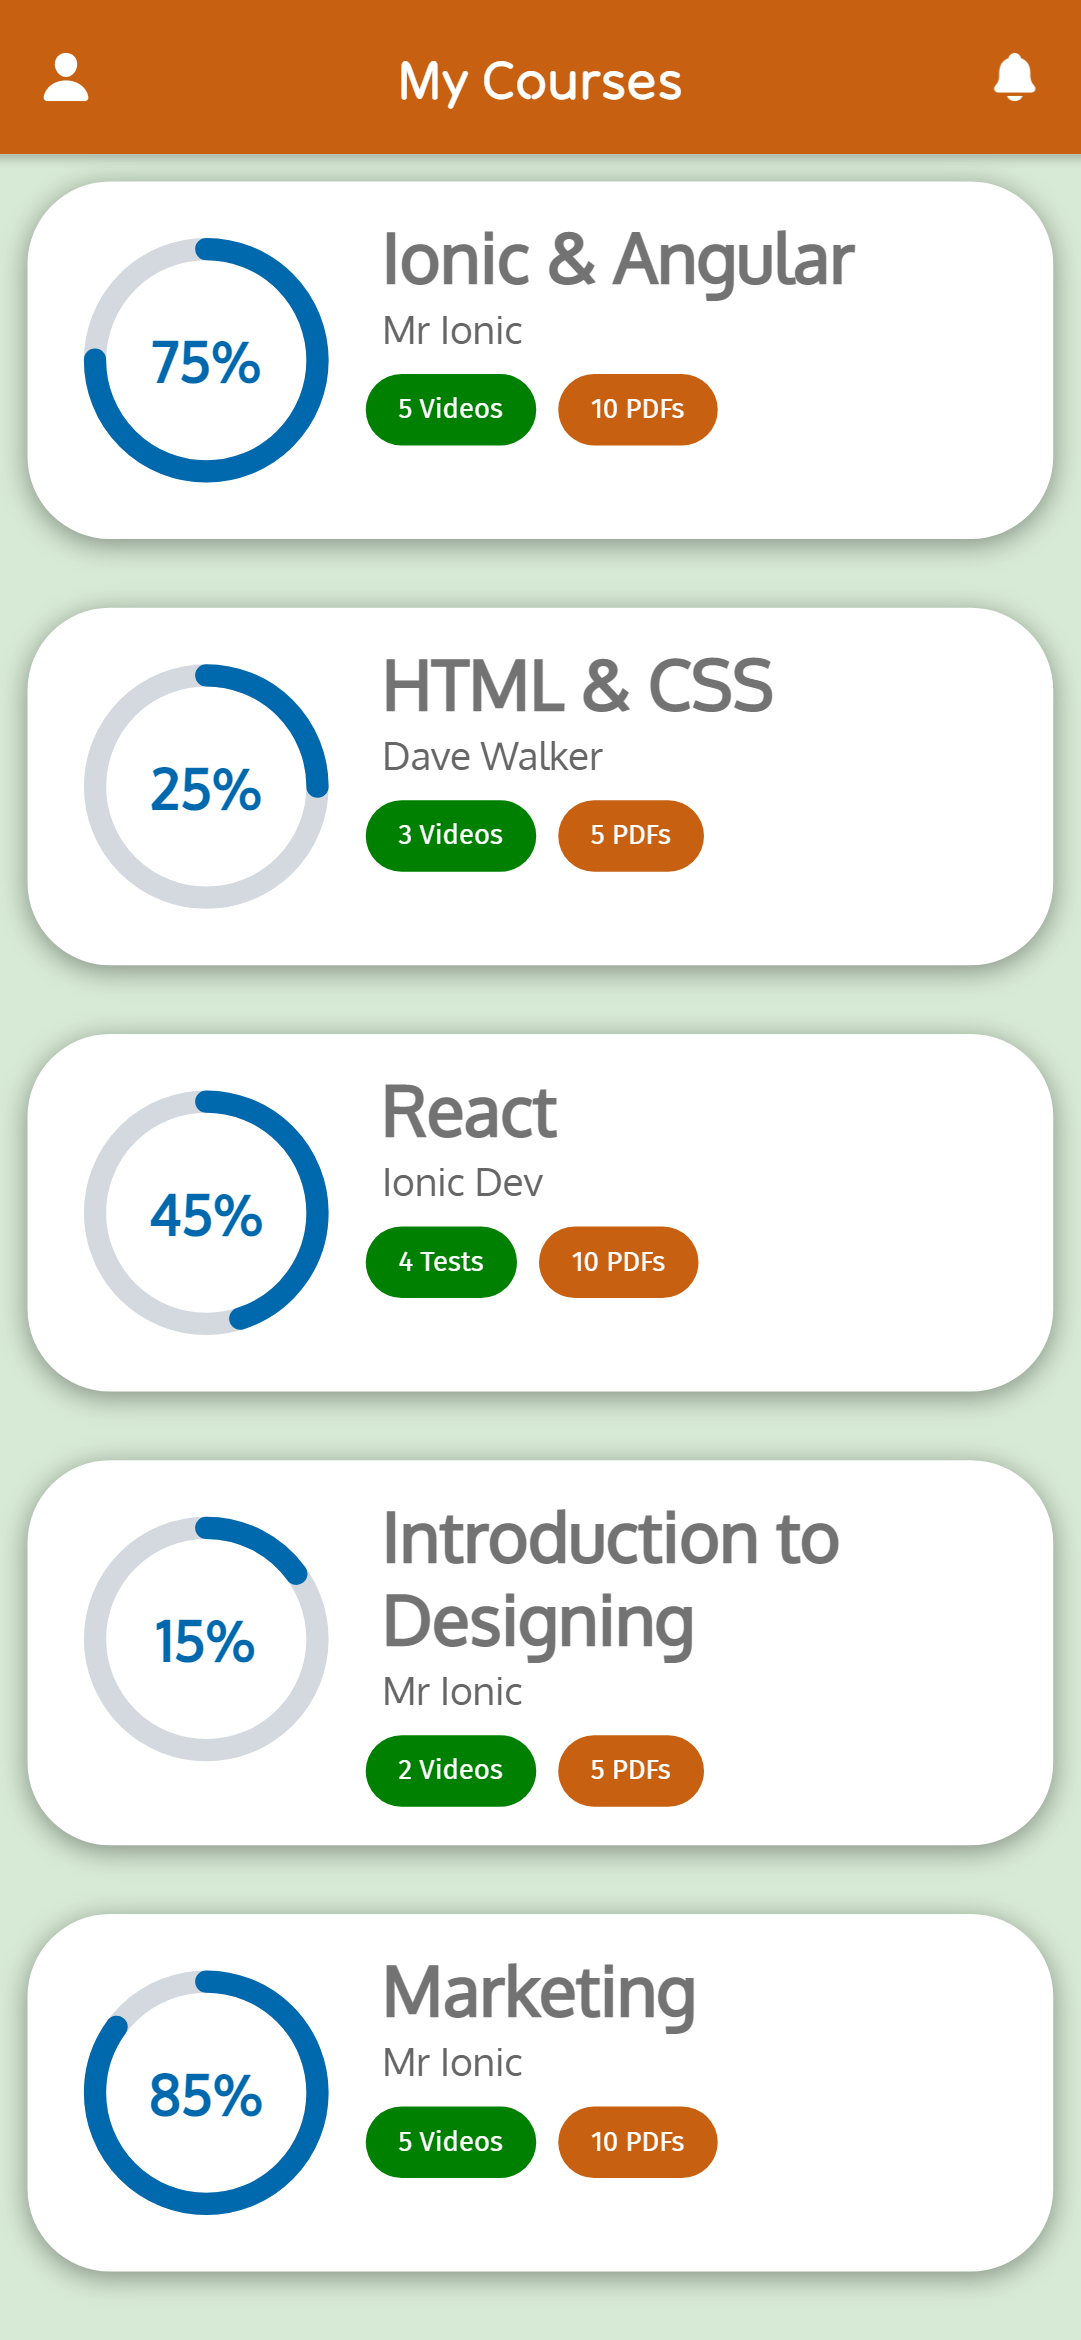 My Courses
Ionic & Angular
Mr Ionic
75%
5 Videos 10 PDFs
HTML & CSS
Dave Walker
25%
3 Videos 5 PDFs
React
Ionic Dev
45%
4 Tests 10 PDFs
Introduction to
Designing
15%
Mr Ionic
2 Videos 5 PDFs
Marketing
Mr Ionic
85%
5 Videos 10 PDFs